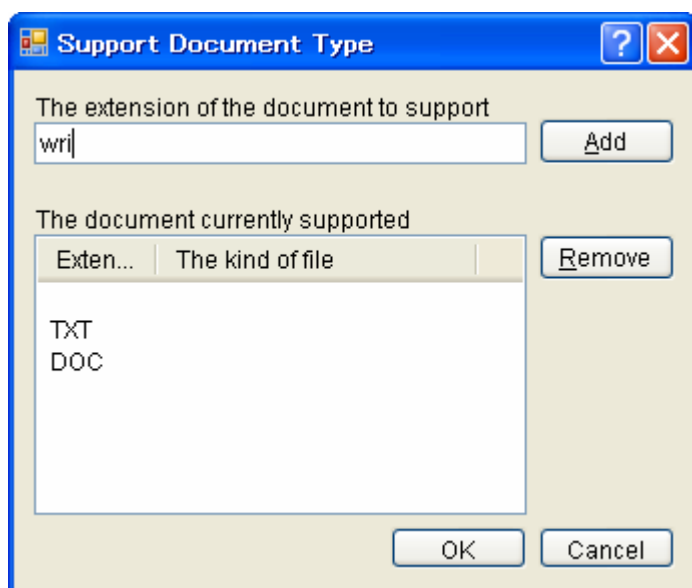 Support Document Type
The extension of the document to support
wri
Add
The document currently supported
Exten... The kind of file
Remove
TXT
DOC
OK Cancel